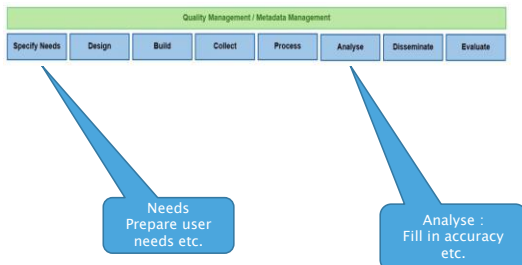 Quality Management / Metadata Management
Specify Needs
Design
Build
Collect
Process
Analyse
Disseminate
Evaluate
Needs
Prepare user
needs etc.
Analyse :
Fill in accuracy
etc.